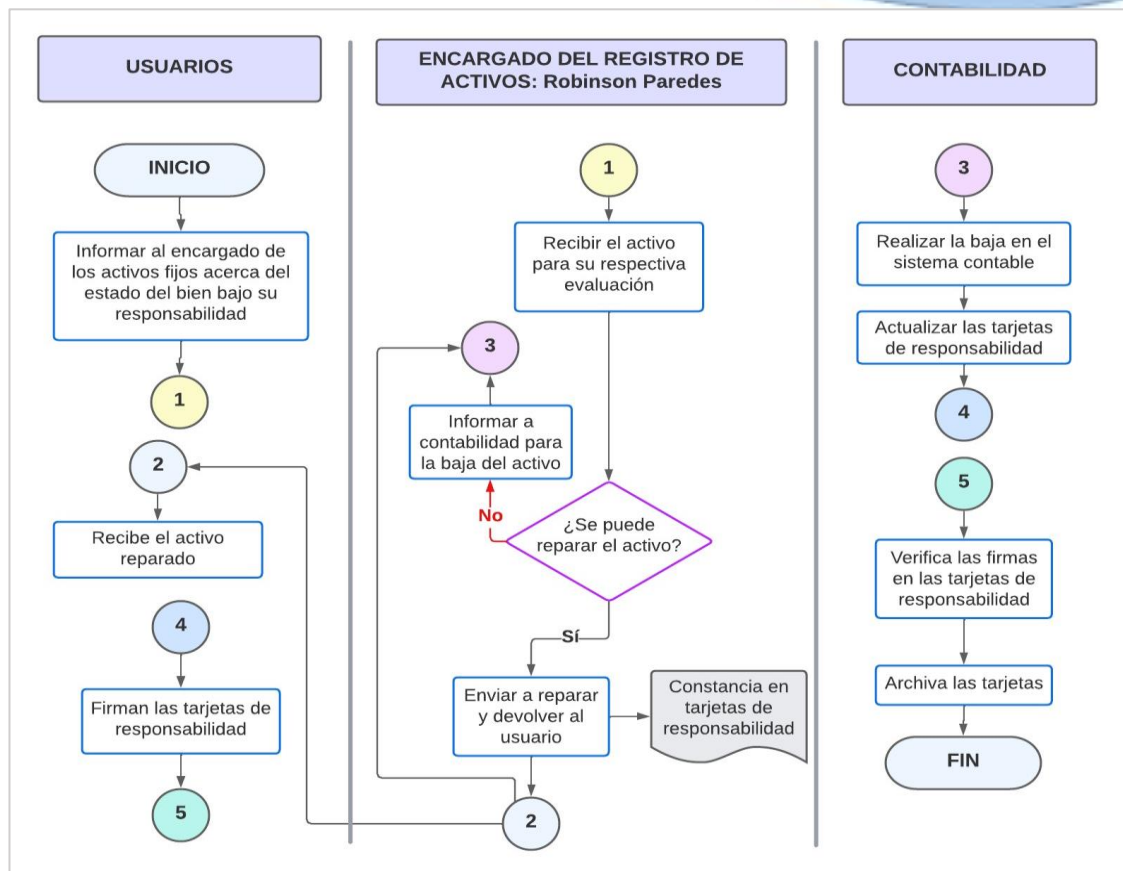 USUARIOS
INICIO
Informar al encargado de
los activos fijos acerca del
estado del bien bajo su
responsabilidad
1
2
Recibe el activo
reparado
4
Firman las tarjetas de
responsabilidad
5
ENCARGADO DEL REGISTRO DE
ACTIVOS: Robinson Paredes
1
Recibir el activo
para su respectiva
evaluación
3
Informar a
contabilidad para
la baja del activo
No
¿Se puede
reparar el activo?
Sí
Enviar a reparar
y devolver al
usuario
Constancia en
tarjetas de
responsabilidad
2
CONTABILIDAD
3
Realizar la baja en el
sistema contable
Actualizar las tarjetas
de responsabilidad
4
5
Verifica las firmas
en las tarjetas de
responsabilidad
Archiva las tarjetas
FIN